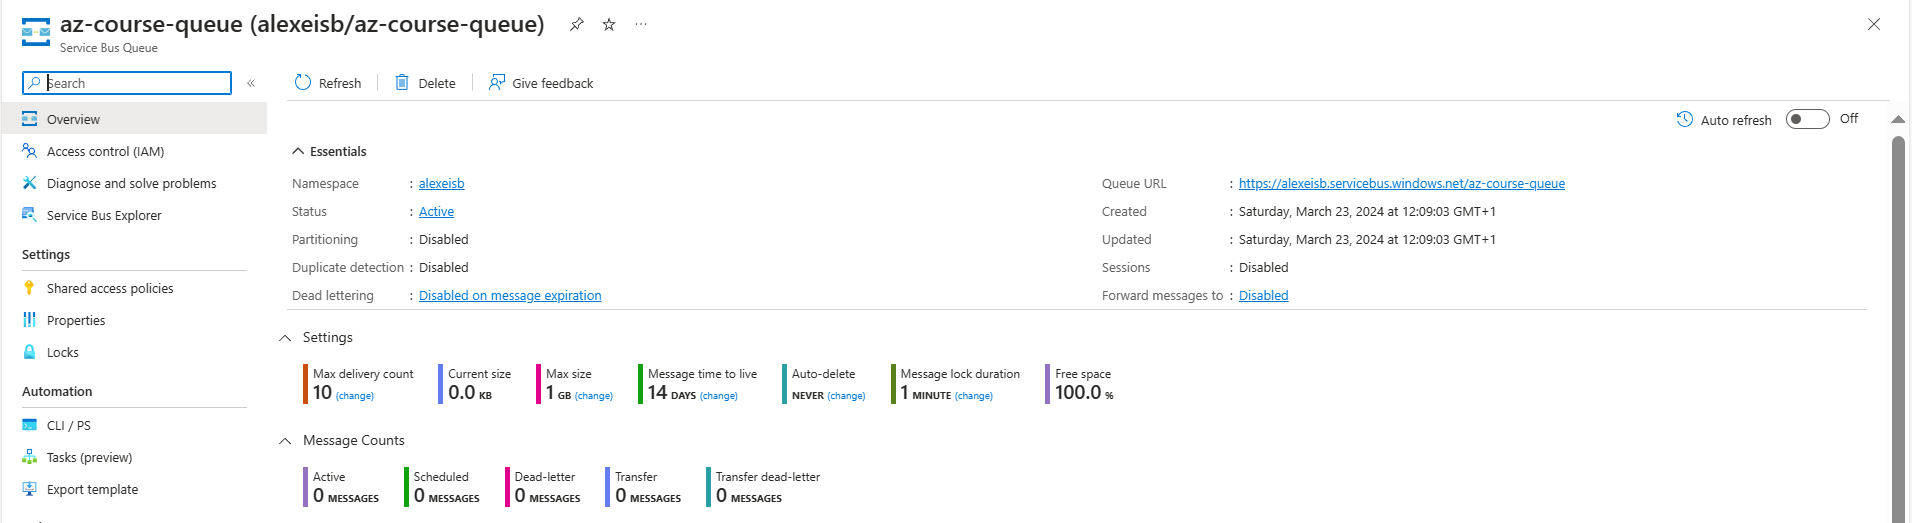 az-course-queue (alexeisb/az-course-queue)
Service Bus Queue
Search
Refresh
Delete
Give feedback
Overview
Access control (IAM)
Diagnose and solve problems
Service Bus Explorer
Settings
Shared access policies
Properties
Locks
Automation
CLI / PS
Tasks (preview)
Export template
Auto refresh Off
Essentials
Namespace : alexeisb
Status : Active
Partitioning : Disabled
Duplicate detection : Disabled
Dead lettering : Disabled on message expiration
Queue URL : https://alexeisb.servicebus.windows.net/az-course-queue
Created : Saturday, March 23, 2024 at 12:09:03 GMT+1
Updated : Saturday, March 23, 2024 at 12:09:03 GMT+1
Sessions : Disabled
Forward messages to : Disabled
Settings
Max delivery count
10 (change)
Current size
0.0 KB
Max size
1 GB (change)
Message time to live
14 DAYS (change)
Auto-delete
NEVER (change)
Message lock duration
1 MINUTE (change)
Free space
100.0 %
Message Counts
Active
0 MESSAGES
Scheduled
0 MESSAGES
Dead-letter
0 MESSAGES
Transfer
0 MESSAGES
Transfer dead-letter
0 MESSAGES